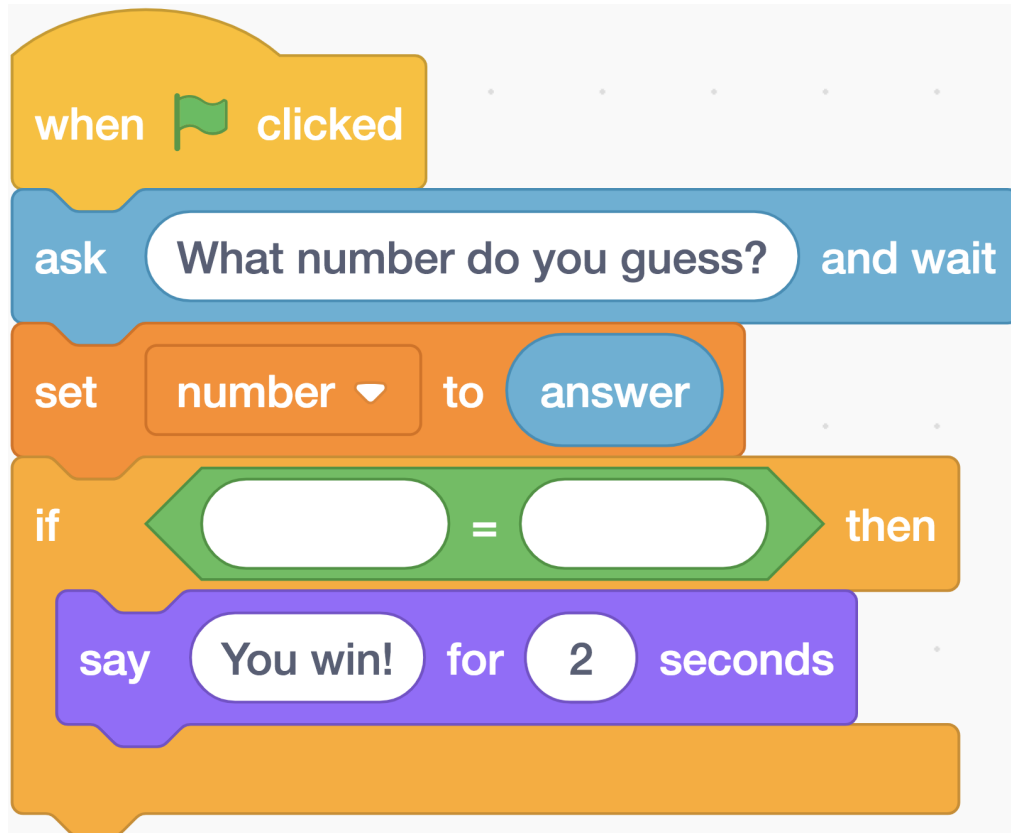 when clicked
ask What number do you guess? and wait
set number to answer
if = then
say You win! for 2 seconds